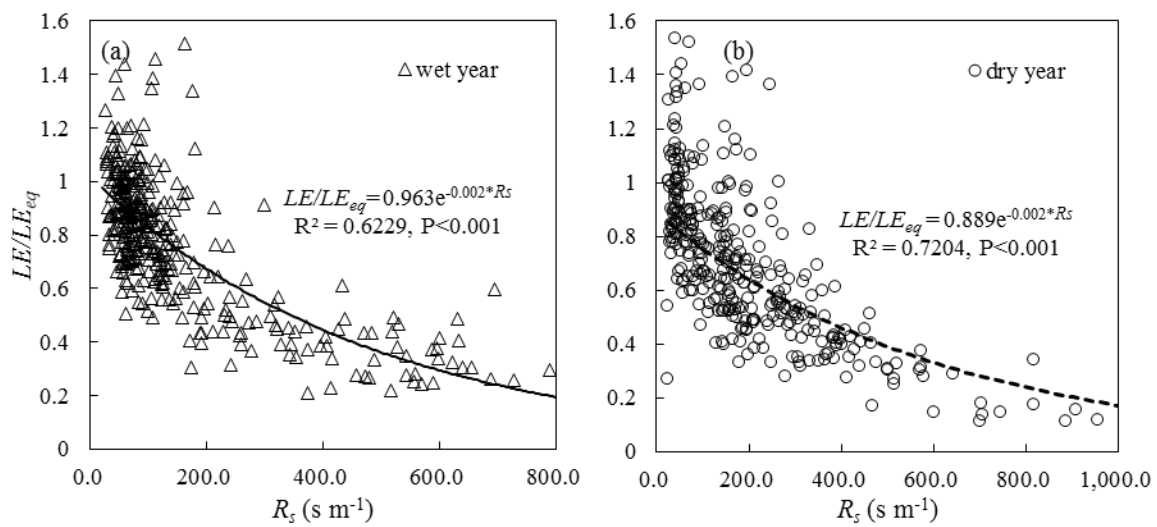 (a)
△ wet year
LE/LEeq=0.963e-0.002*Rs
R² = 0.6229, P<0.001
LE/LEeq
1.6
1.4
1.2
1
0.8
0.6
0.4
0.2
0
0.0 200.0 400.0 600.0 800.0
Rs (s m-1)
(b)
○ dry year
LE/LEeq = 0.889e-0.002*Rs
R² = 0.7204, P<0.001
1.6
1.4
1.2
1
0.8
0.6
0.4
0.2
0
0.0 200.0 400.0 600.0 800.0 1,000.0
Rs (s m-1)